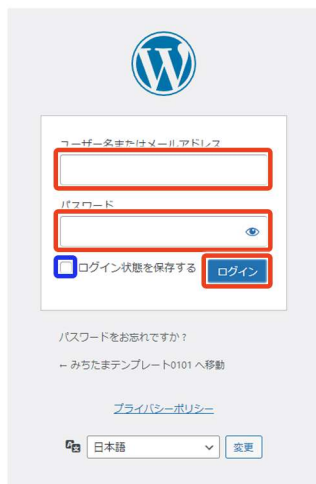 ユーザー名またはメールアドレス
パスワード
ログイン状態を保存する
ログイン
パスワードをお忘れですか ?
← みちたまテンプレート0101 へ移動
プライバシーポリシー
日本語
変更